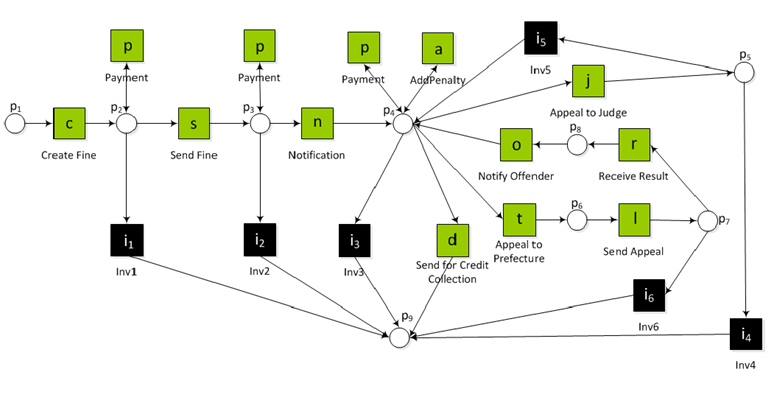 p p p a i5
Payment Payment Payment AddPenalty Inv5 p5
j
Appeal to Judge
p1 c p2 s p3 n p4 o p8 r
Create Fine Send Fine Notification Notify Offender Receive Result
t p6 l p7
Appeal to
Prefecture
Send Appeal
i1 i2 i3 d
Inv1 Inv2 Inv3 Send for Credit
Collection
i6
Inv6
p9
i4
Inv4